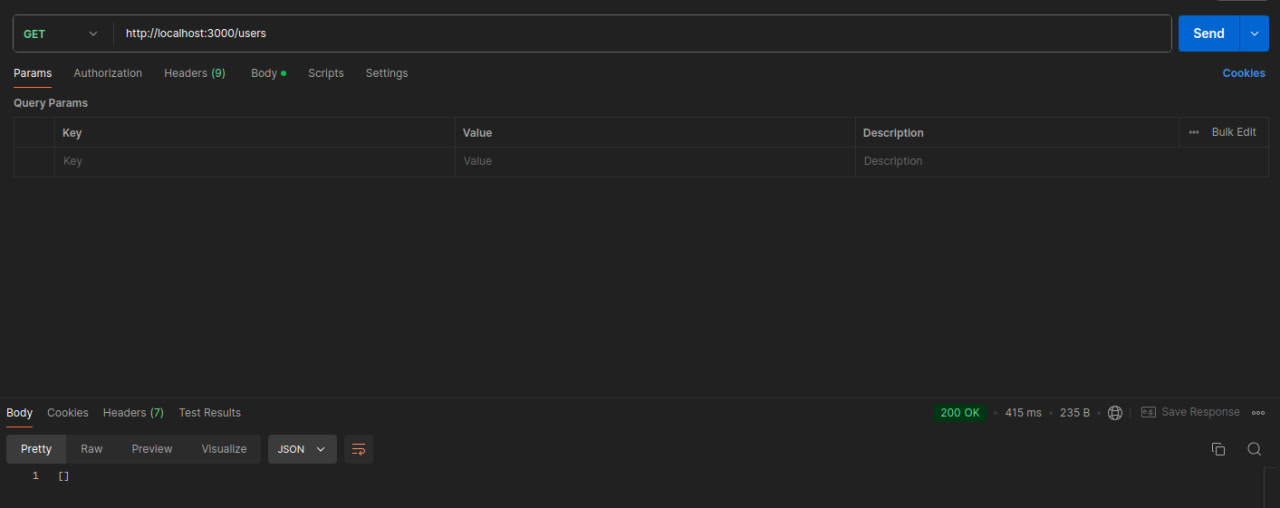 GET http://localhost:3000/users Send
Params Authorization Headers (9) Body Scripts Settings Cookies
Query Params
Key Value Description ••• Bulk Edit
Key Value Description
Body Cookies Headers (7) Test Results 200 OK • 415 ms • 235 B • e.g. Save Response
Pretty Raw Preview Visualize JSON
1 []